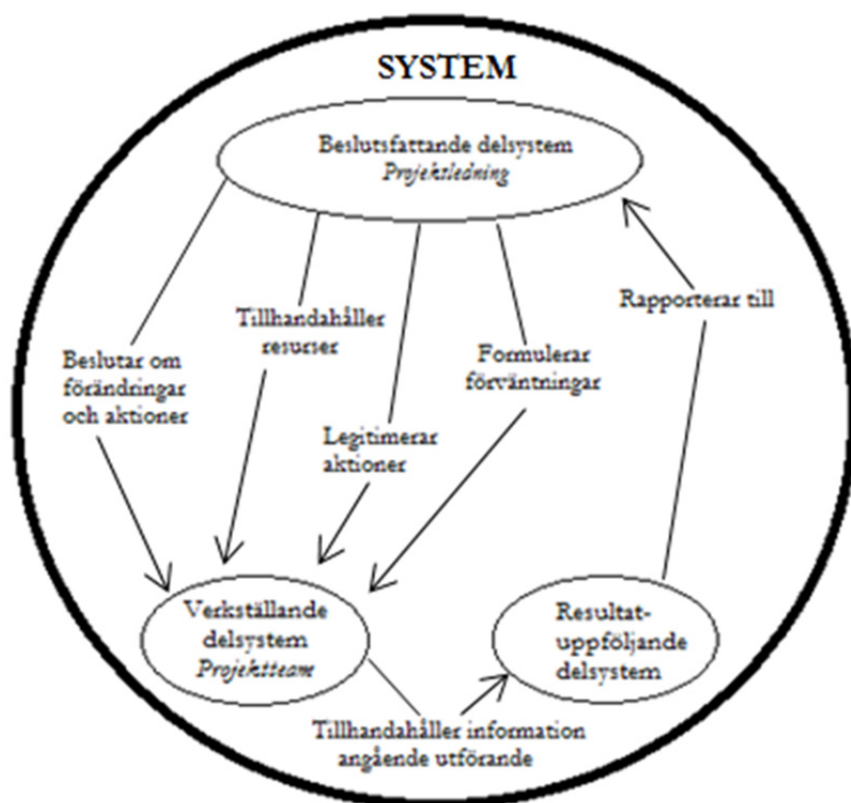 SYSTEM
Beslutsfattande delsystem
Projektledning
Tillhandahåller
resurser
Rapporterar till
Beslutar om
förändringar
och aktioner
Formulerar
förväntningar
Legitimerar
aktioner
Verkställande
delsystem
Projektteam
Resultat-
uppföljande
delsystem
Tillhandahåller information
angående utförande